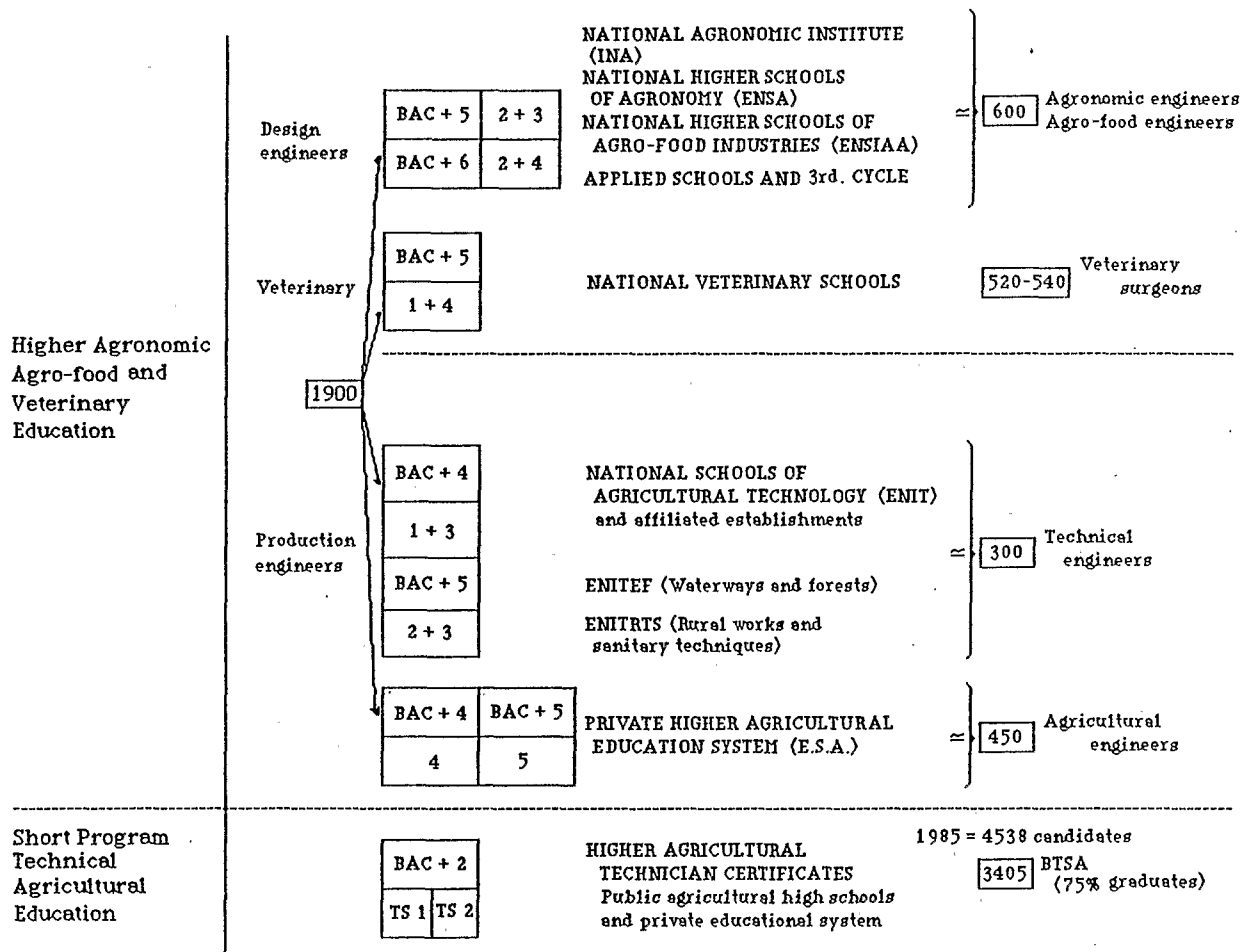 Higher Agronomic
Agro-food and
Veterinary
Education
1900
Design
engineers
BAC + 5 2 + 3
BAC + 6 2 + 4
NATIONAL AGRONOMIC INSTITUTE
(INA)
NATIONAL HIGHER SCHOOLS
OF AGRONOMY (ENSA)
NATIONAL HIGHER SCHOOLS OF
AGRO-FOOD INDUSTRIES (ENSIAA)
APPLIED SCHOOLS AND 3rd. CYCLE
≃ 600 Agronomic engineers
Agro-food engineers
Veterinary
BAC + 5
1 + 4
NATIONAL VETERINARY SCHOOLS
520-540 Veterinary
surgeons
Production
engineers
BAC + 4
1 + 3
BAC + 5
2 + 3
NATIONAL SCHOOLS OF
AGRICULTURAL TECHNOLOGY (ENIT)
and affiliated establishments
ENITEF (Waterways and forests)
ENITRTS (Rural works and
sanitary techniques)
≃ 300 Technical
engineers
BAC + 4 BAC + 5
4 5
PRIVATE HIGHER AGRICULTURAL
EDUCATION SYSTEM (E.S.A.)
≃ 450 Agricultural
engineers
Short Program
Technical
Agricultural
Education
BAC + 2
TS 1 TS 2
HIGHER AGRICULTURAL
TECHNICIAN CERTIFICATES
Public agricultural high schools
and private educational system
1985 = 4538 candidates
3405 BTSA
(75% graduates)